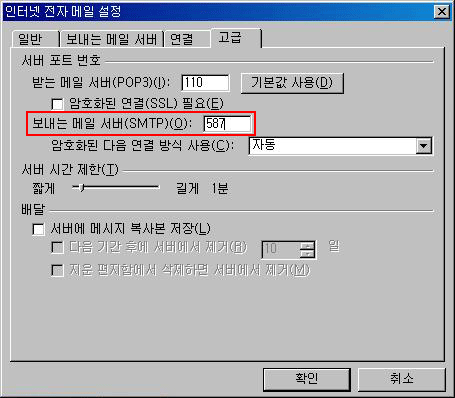 인터넷 전자 메일 설정
일반 보내는 메일 서버 연결 고급
서버 포트 번호
받는 메일 서버(POP3)(I): 110 기본값 사용(D)
암호화된 연결(SSL) 필요(E)
보내는 메일 서버(SMTP)(O): 587
암호화된 다음 연결 방식 사용(C): 자동
서버 시간 제한(T)
짧게 길게 1분
배달
서버에 메시지 복사본 저장(L)
다음 기간 후에 서버에서 제거(R) 10 일
지운 편지함에서 삭제하면 서버에서 제거(M)
확인 취소